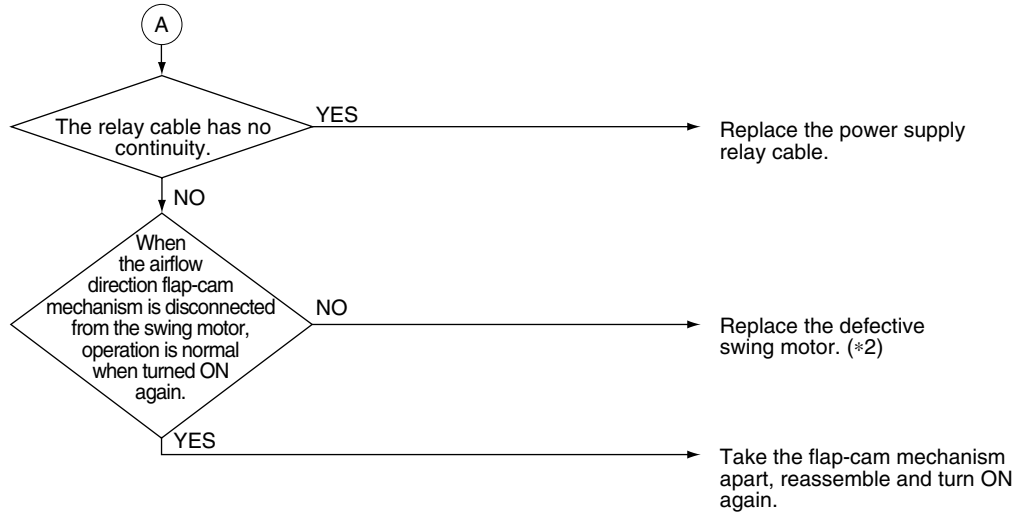 A
The relay cable has no
continuity.
YES
Replace the power supply
relay cable.
NO
When
the airflow
direction flap-cam
mechanism is disconnected
from the swing motor,
operation is normal
when turned ON
again.
NO
Replace the defective
swing motor. (*2)
YES
Take the flap-cam mechanism
apart, reassemble and turn ON
again.